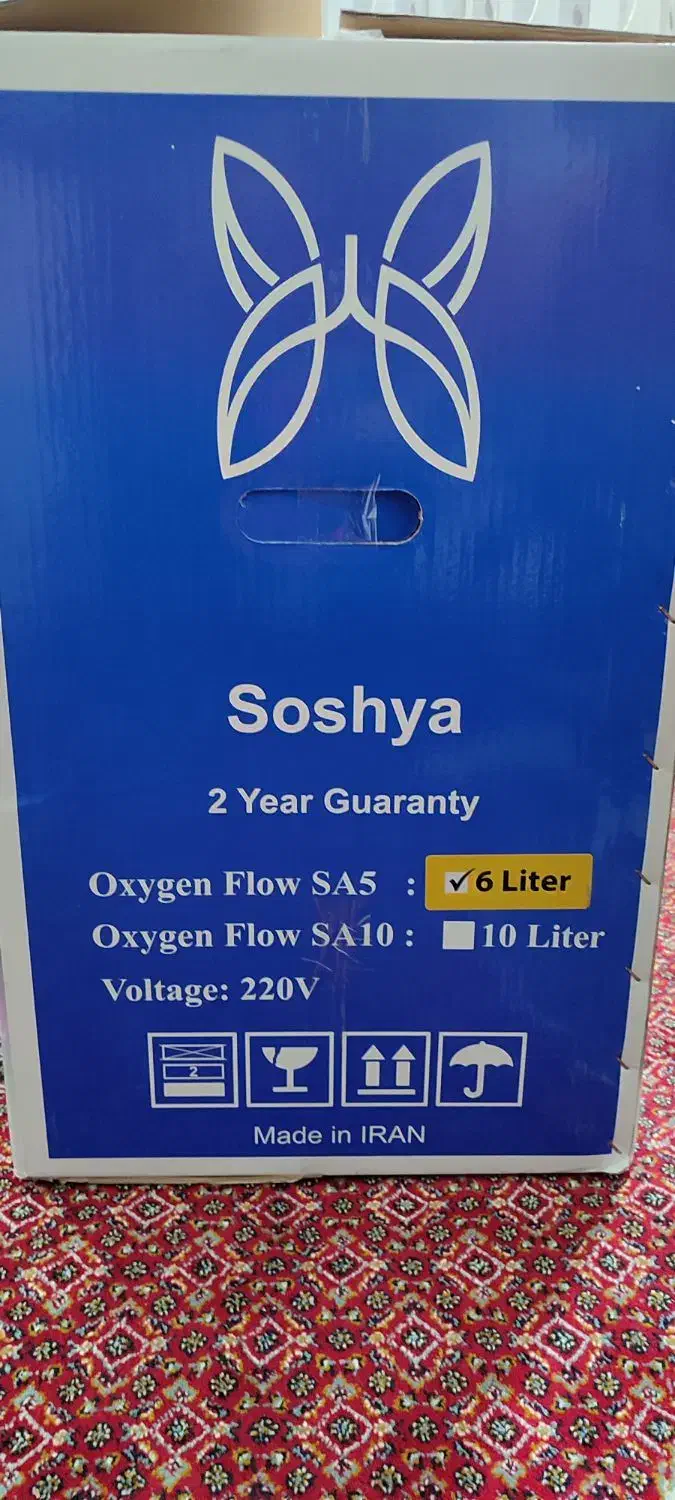 Soshya
2 Year Guaranty
Oxygen Flow SA5 : 6 Liter
Oxygen Flow SA10 : 10 Liter
Voltage: 220V
2
Made in IRAN